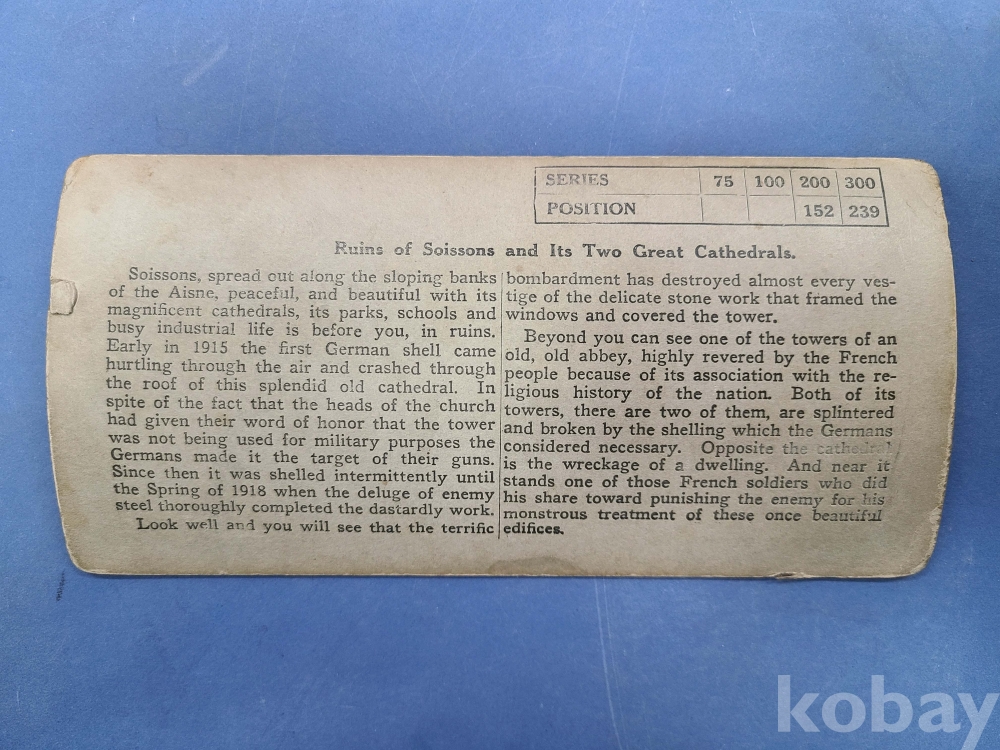 SERIES 75 100 200 300
POSITION 152 239
Ruins of Soissons and Its Two Great Cathedrals.
Soissons, spread out along the sloping banks
of the Aisne, peaceful, and beautiful with its
magnificent cathedrals, its parks, schools and
busy industrial life is before you, in ruins.
Early in 1915 the first German shell came
hurtling through the air and crashed through
the roof of this splendid old cathedral. In
spite of the fact that the heads of the church
had given their word of honor that the tower
was not being used for military purposes the
Germans made it the target of their guns.
Since then it was shelled intermittently until
the Spring of 1918 when the deluge of enemy
steel thoroughly completed the dastardly work.
Look well and you will see that the terrific
bombardment has destroyed almost every ves-
tige of the delicate stone work that framed the
windows and covered the tower.
Beyond you can see one of the towers of an
old, old abbey, highly revered by the French
people because of its association with the re-
ligious history of the nation. Both of its
towers, there are two of them, are splintered
and broken by the shelling which the Germans
considered necessary. Opposite the cathedral
is the wreckage of a dwelling. And near it
stands one of those French soldiers who did
his share toward punishing the enemy for his
monstrous treatment of these once beautiful
edifices.
kobay